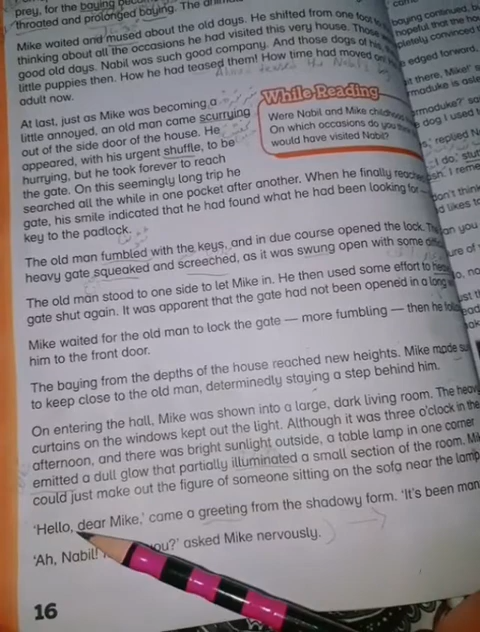 prey, for the baying
throated and prolonged baying. The
Mike waited and mused about the old days. He shifted from one foot
thinking about all the occasions he had visited this very house. Those
good old days. Nabil was such good company. And those dogs of his,
little puppies then. How he had teased them! How time had moved on
adult now.
At last, just as Mike was becoming a
little annoyed, an old man came scurrying
out of the side door of the house. He
appeared, with his urgent shuffle, to be
hurrying, but he took forever to reach
the gate. On this seemingly long trip he
searched all the while in one pocket after another. When he finally
gate, his smile indicated that he had found what he had been looking for
key to the padlock.
While Reading
Were Nabil and Mike childhood
On which occasions do you
would have visited Nabil?
The old man fumbled with the keys, and in due course opened the lock. The
heavy gate squeaked and screeched, as it was swung open with some
The old man stood to one side to let Mike in. He then used some effort to
gate shut again. It was apparent that the gate had not been opened in a long
Mike waited for the old man to lock the gate — more fumbling — then he
him to the front door.
The baying from the depths of the house reached new heights. Mike made
to keep close to the old man, determinedly staying a step behind him.
On entering the hall, Mike was shown into a large, dark living room. The heavy
curtains on the windows kept out the light. Although it was three o'clock in the
afternoon, and there was bright sunlight outside, a table lamp in one corner
emitted a dull glow that partially illuminated a small section of the room.
could just make out the figure of someone sitting on the sofa near the lamp
'Hello, dear Mike,' came a greeting from the shadowy form. 'It's been
'Ah, Nabil! you?' asked Mike nervously.
16
baying continued,
hopeful that the
edged forward.
replied